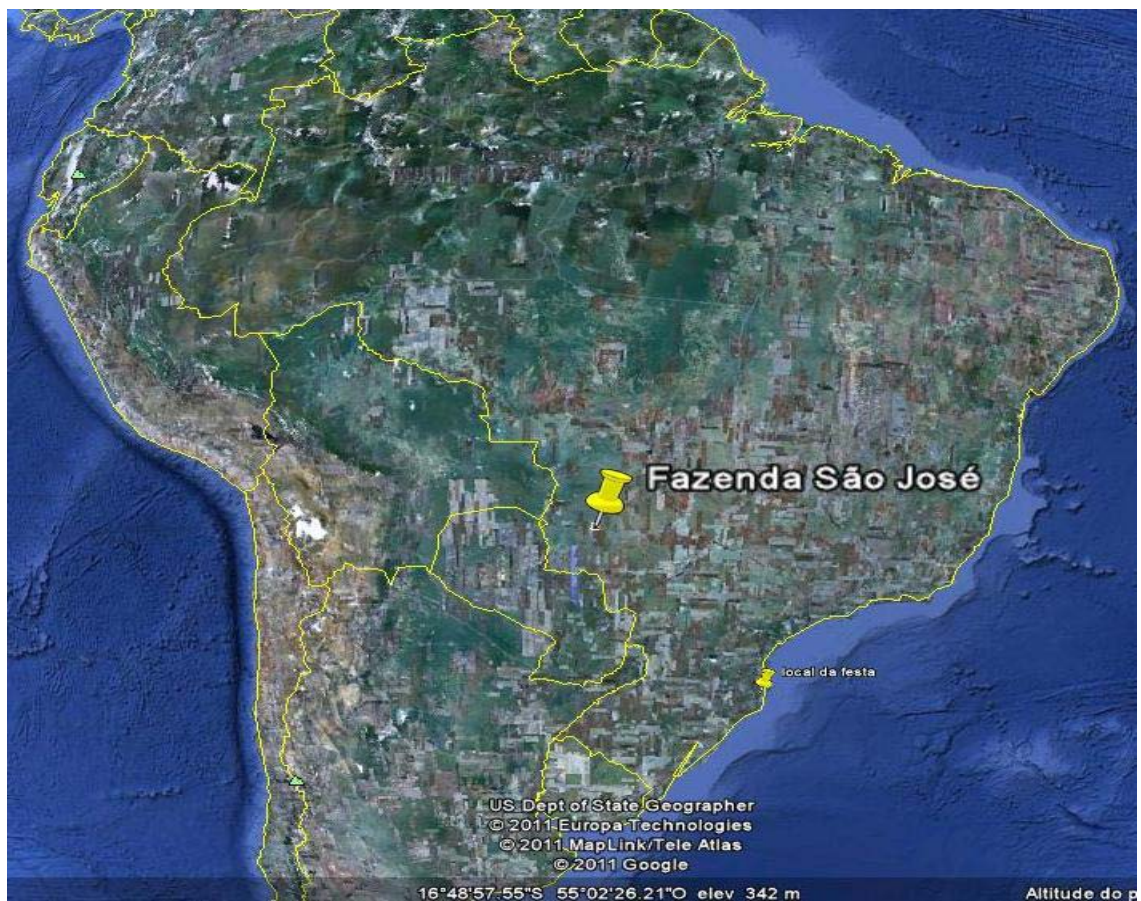 Fazenda São José
local da festa
US Dept of State Geographer
© 2011 Europa Technologies
© 2011 MapLink/Tele Atlas
© 2011 Google
16°48'57.55"S 55°02'26.21"O elev 342 m Altitude do p